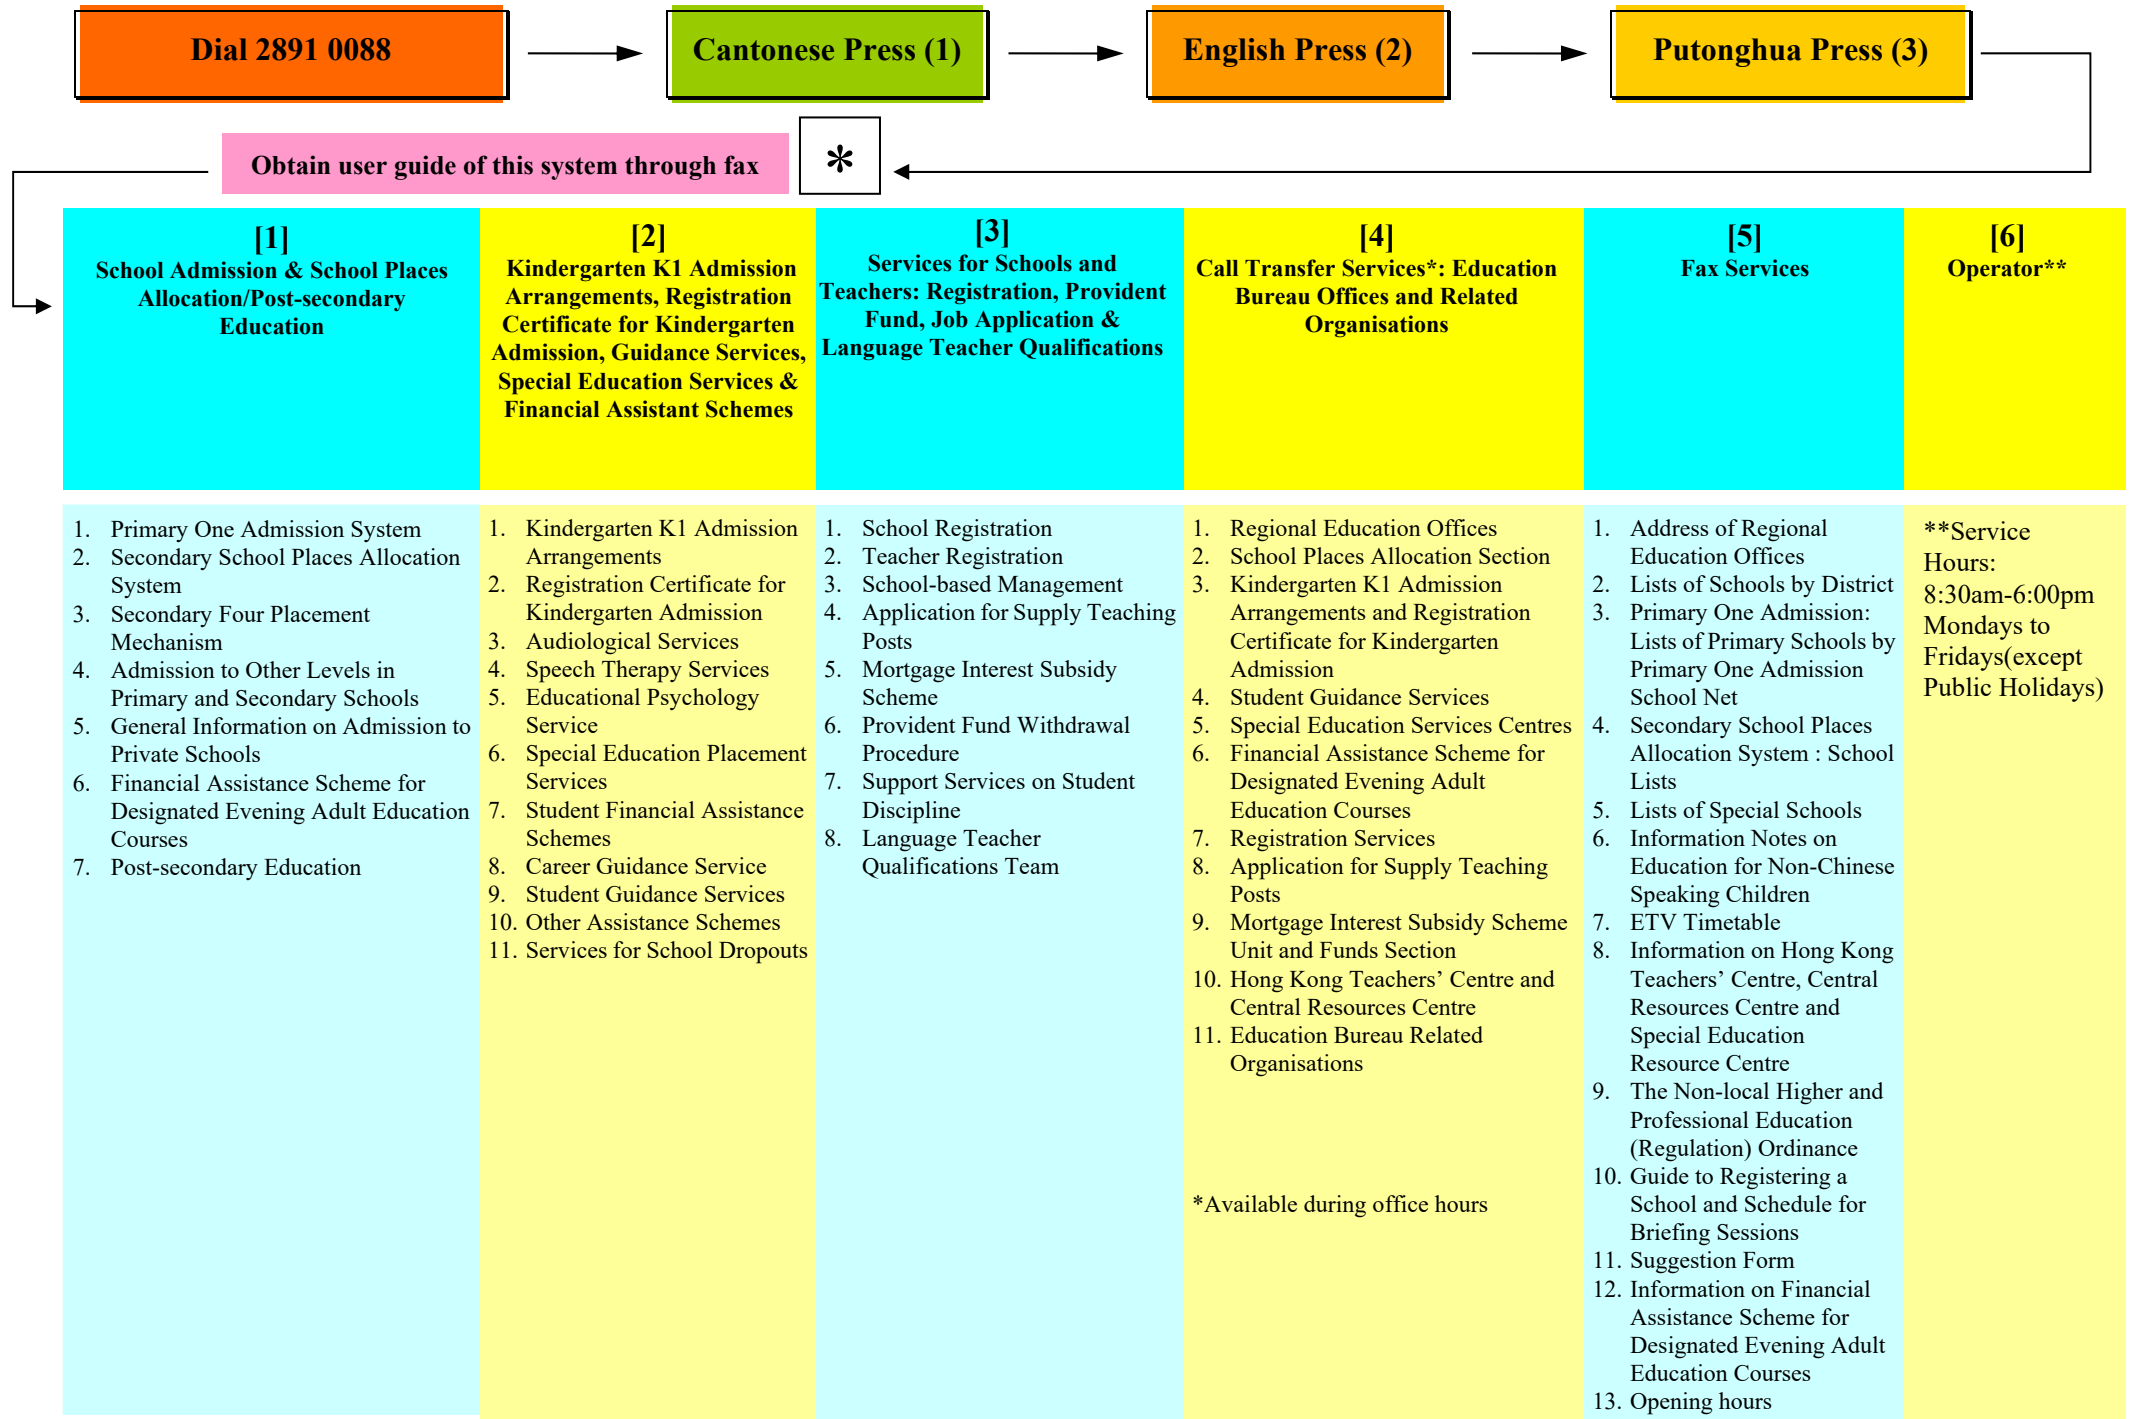 Dial 2891 0088
Cantonese Press (1)
English Press (2)
Putonghua Press (3)
Obtain user guide of this system through fax
*
[1]
School Admission & School Places
Allocation/Post-secondary
Education
[2]
Kindergarten K1 Admission
Arrangements, Registration
Certificate for Kindergarten
Admission, Guidance Services,
Special Education Services &
Financial Assistant Schemes
[3]
Services for Schools and
Teachers: Registration, Provident
Fund, Job Application &
Language Teacher Qualifications
[4]
Call Transfer Services*: Education
Bureau Offices and Related
Organisations
[5]
Fax Services
[6]
Operator**
1. Primary One Admission System
2. Secondary School Places Allocation
System
3. Secondary Four Placement
Mechanism
4. Admission to Other Levels in
Primary and Secondary Schools
5. General Information on Admission to
Private Schools
6. Financial Assistance Scheme for
Designated Evening Adult Education
Courses
7. Post-secondary Education
1. Kindergarten K1 Admission
Arrangements
2. Registration Certificate for
Kindergarten Admission
3. Audiological Services
4. Speech Therapy Services
5. Educational Psychology
Service
6. Special Education Placement
Services
7. Student Financial Assistance
Schemes
8. Career Guidance Service
9. Student Guidance Services
10. Other Assistance Schemes
11. Services for School Dropouts
1. School Registration
2. Teacher Registration
3. School-based Management
4. Application for Supply Teaching
Posts
5. Mortgage Interest Subsidy
Scheme
6. Provident Fund Withdrawal
Procedure
7. Support Services on Student
Discipline
8. Language Teacher
Qualifications Team
1. Regional Education Offices
2. School Places Allocation Section
3. Kindergarten K1 Admission
Arrangements and Registration
Certificate for Kindergarten
Admission
4. Student Guidance Services
5. Special Education Services Centres
6. Financial Assistance Scheme for
Designated Evening Adult
Education Courses
7. Registration Services
8. Application for Supply Teaching
Posts
9. Mortgage Interest Subsidy Scheme
Unit and Funds Section
10. Hong Kong Teachers’ Centre and
Central Resources Centre
11. Education Bureau Related
Organisations
*Available during office hours
1. Address of Regional
Education Offices
2. Lists of Schools by District
3. Primary One Admission:
Lists of Primary Schools by
Primary One Admission
School Net
4. Secondary School Places
Allocation System : School
Lists
5. Lists of Special Schools
6. Information Notes on
Education for Non-Chinese
Speaking Children
7. ETV Timetable
8. Information on Hong Kong
Teachers’ Centre, Central
Resources Centre and
Special Education
Resource Centre
9. The Non-local Higher and
Professional Education
(Regulation) Ordinance
10. Guide to Registering a
School and Schedule for
Briefing Sessions
11. Suggestion Form
12. Information on Financial
Assistance Scheme for
Designated Evening Adult
Education Courses
13. Opening hours
**Service
Hours:
8:30am-6:00pm
Mondays to
Fridays(except
Public Holidays)